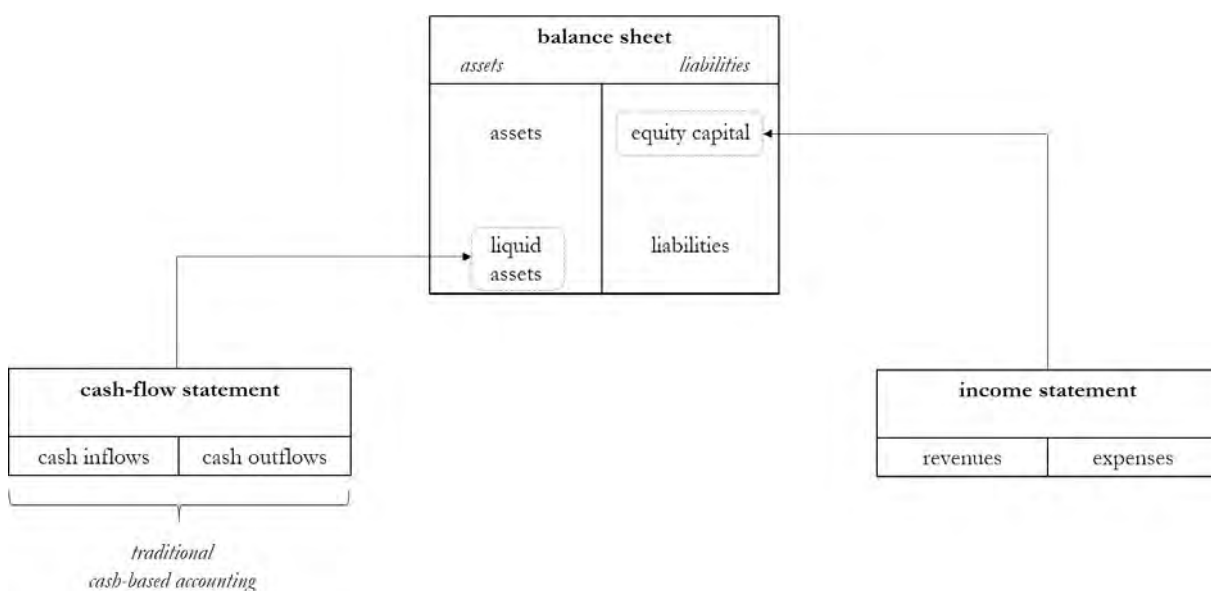 balance sheet
assets liabilities
assets equity capital
liquid liabilities
assets
cash-flow statement income statement
cash inflows cash outflows revenues expenses
traditional
cash-based accounting